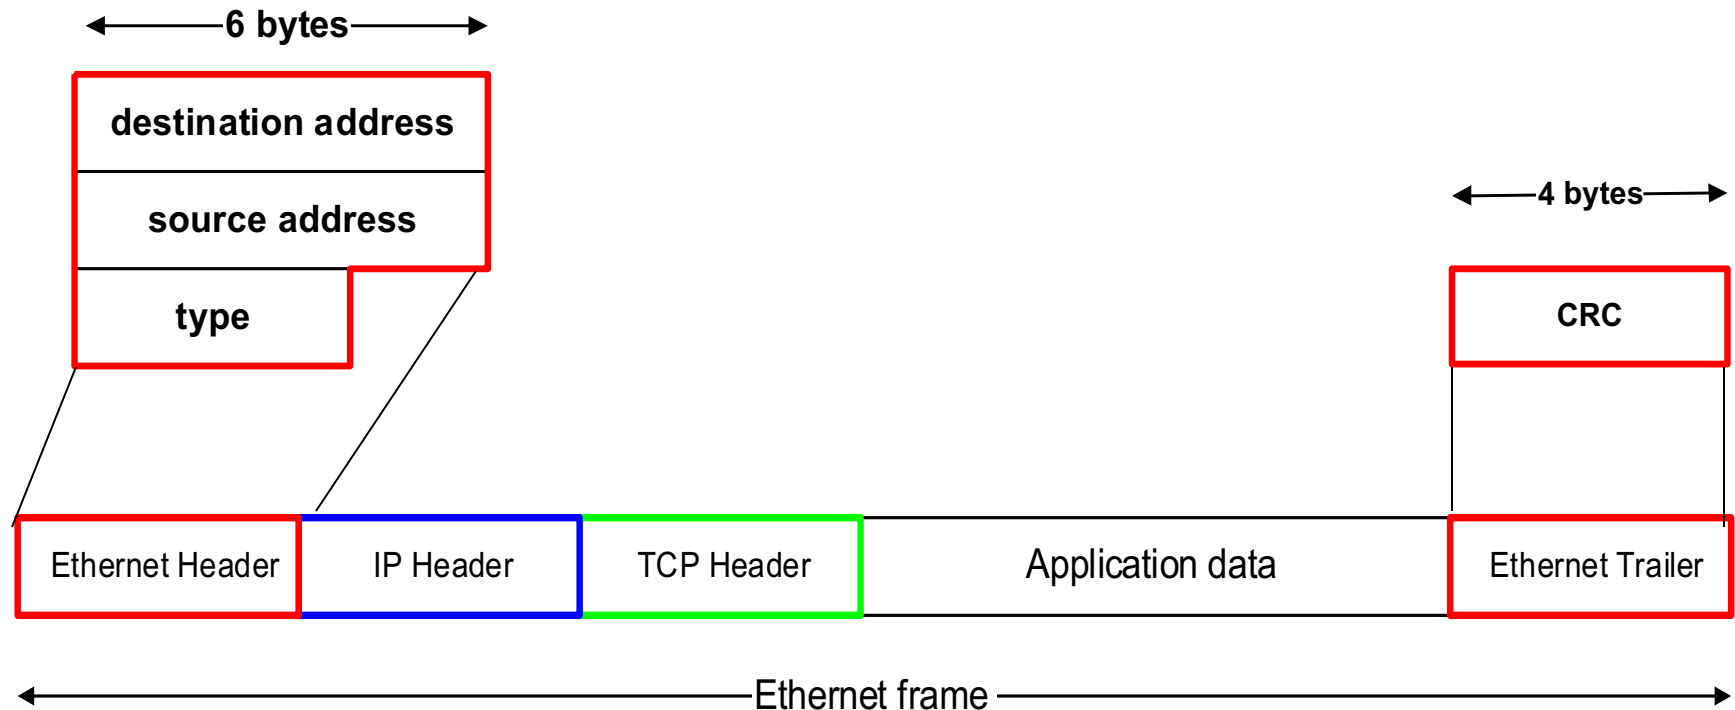 6 bytes
destination address
source address
type
4 bytes
CRC
Ethernet Header
IP Header
TCP Header
Application data
Ethernet Trailer
Ethernet frame